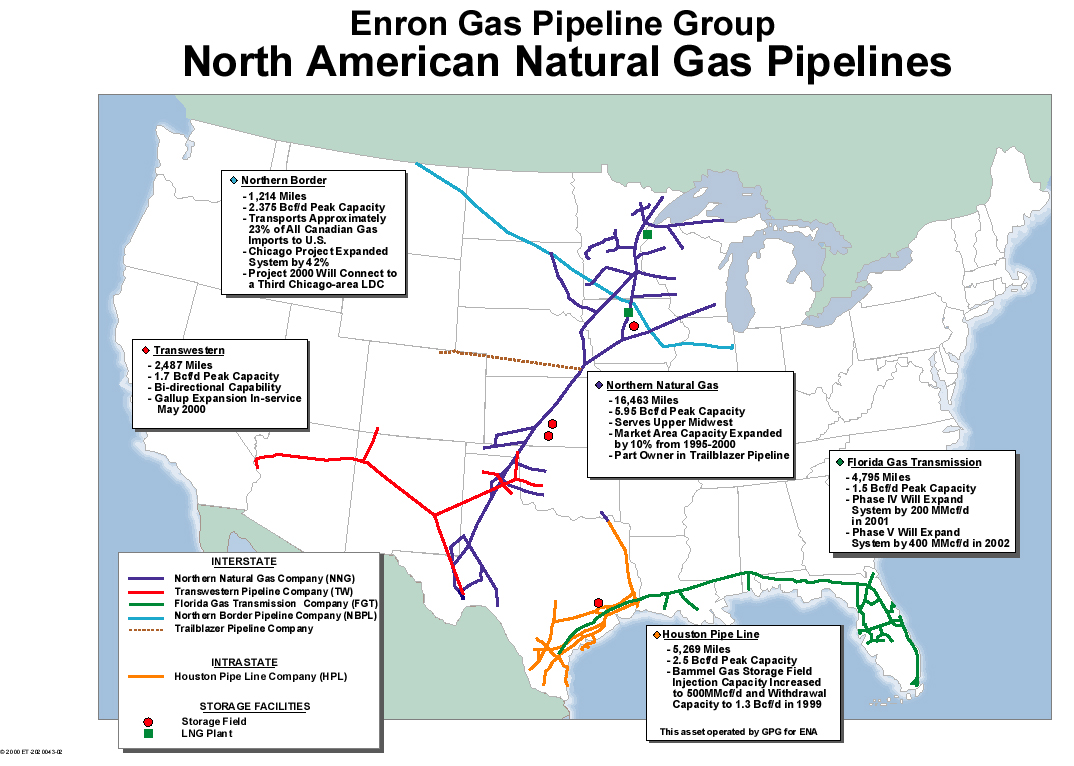 Enron Gas Pipeline Group
North American Natural Gas Pipelines
Northern Border
- 1,214 Miles
- 2.375 Bcf/d Peak Capacity
- Transports Approximately
23% of All Canadian Gas
Imports to U.S.
- Chicago Project Expanded
System by 42%
- Project 2000 Will Connect to
a Third Chicago-area LDC
Transwestern
- 2,487 Miles
- 1.7 Bcf/d Peak Capacity
- Bi-directional Capability
- Gallup Expansion In-service
May 2000
Northern Natural Gas
- 16,463 Miles
- 5.95 Bcf/d Peak Capacity
- Serves Upper Midwest
- Market Area Capacity Expanded
by 10% from 1995-2000
- Part Owner in Trailblazer Pipeline
Florida Gas Transmission
- 4,795 Miles
- 1.5 Bcf/d Peak Capacity
- Phase IV Will Expand
System by 200 MMcf/d
in 2001
- Phase V Will Expand
System by 400 MMcf/d in 2002
INTERSTATE
Northern Natural Gas Company (NNG)
Transwestern Pipeline Company (TW)
Florida Gas Transmission Company (FGT)
Northern Border Pipeline Company (NBPL)
Trailblazer Pipeline Company
INTRASTATE
Houston Pipe Line Company (HPL)
STORAGE FACILITIES
Storage Field
LNG Plant
Houston Pipe Line
- 5,269 Miles
- 2.5 Bcf/d Peak Capacity
- Bammel Gas Storage Field
Injection Capacity Increased
to 500MMcf/d and Withdrawal
Capacity to 1.3 Bcf/d in 1999
This asset operated by GPG for ENA
© 2000 ET-2020043-02